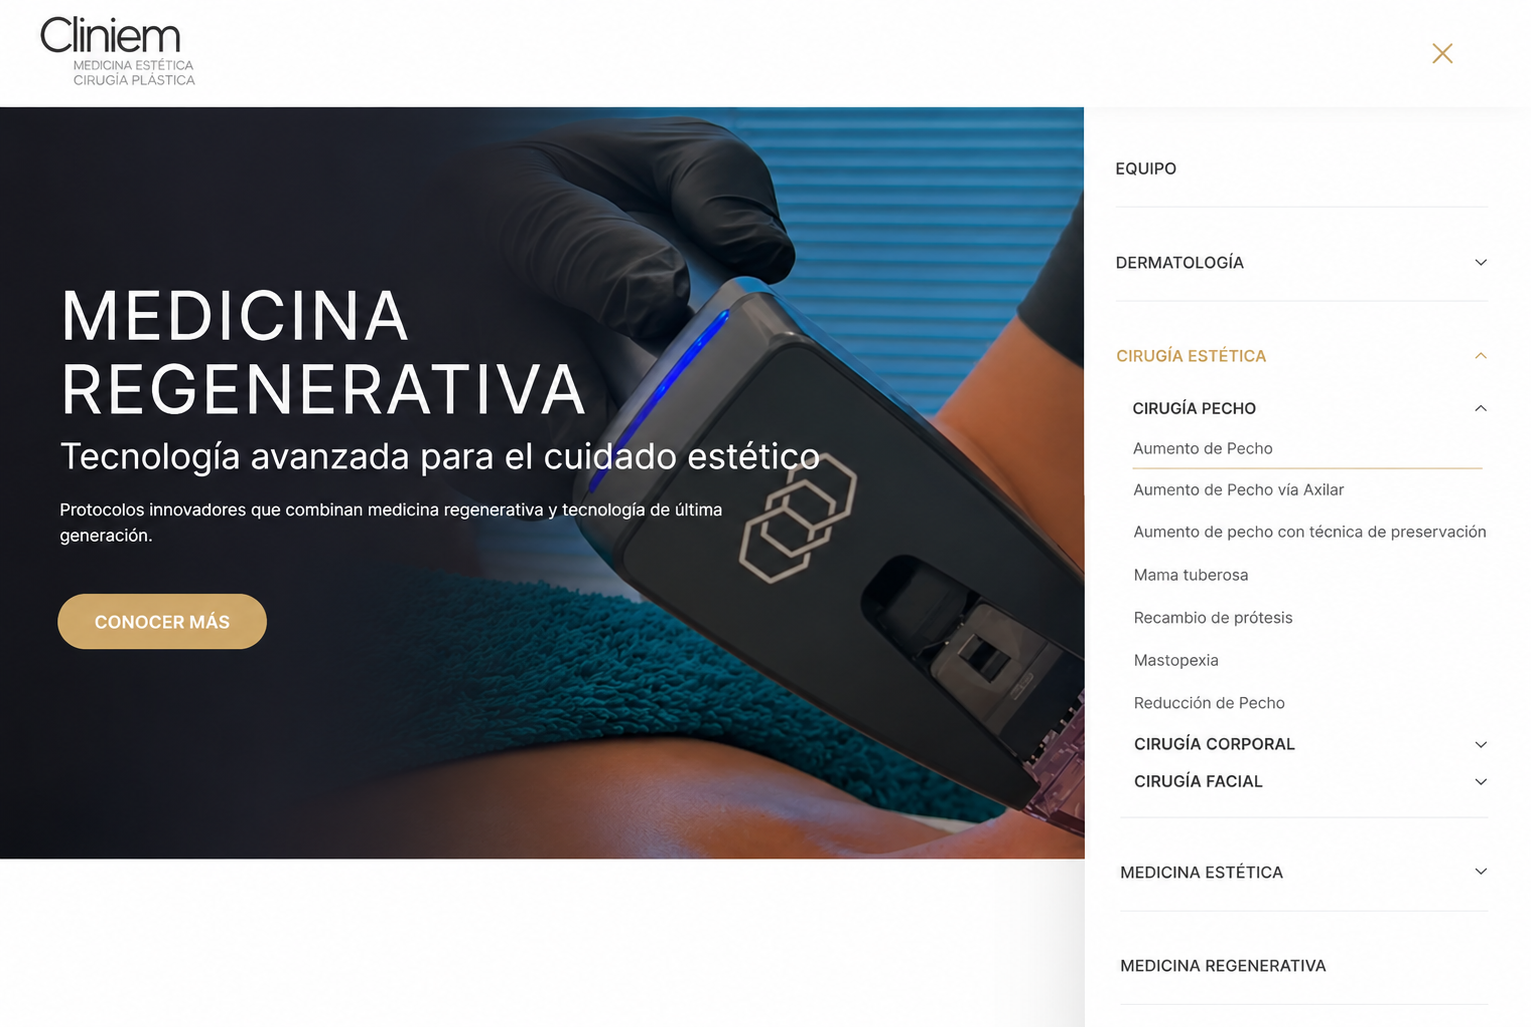 Cliniem
MEDICINA ESTÉTICA
CIRUGÍA PLÁSTICA
MEDICINA
REGENERATIVA
Tecnología avanzada para el cuidado estético
Protocolos innovadores que combinan medicina regenerativa y tecnología de última
generación.
CONOCER MÁS
EQUIPO
DERMATOLOGÍA
CIRUGÍA ESTÉTICA
CIRUGÍA PECHO
Aumento de Pecho
Aumento de Pecho vía Axilar
Aumento de pecho con técnica de preservación
Mama tuberosa
Recambio de prótesis
Mastopexia
Reducción de Pecho
CIRUGÍA CORPORAL
CIRUGÍA FACIAL
MEDICINA ESTÉTICA
MEDICINA REGENERATIVA